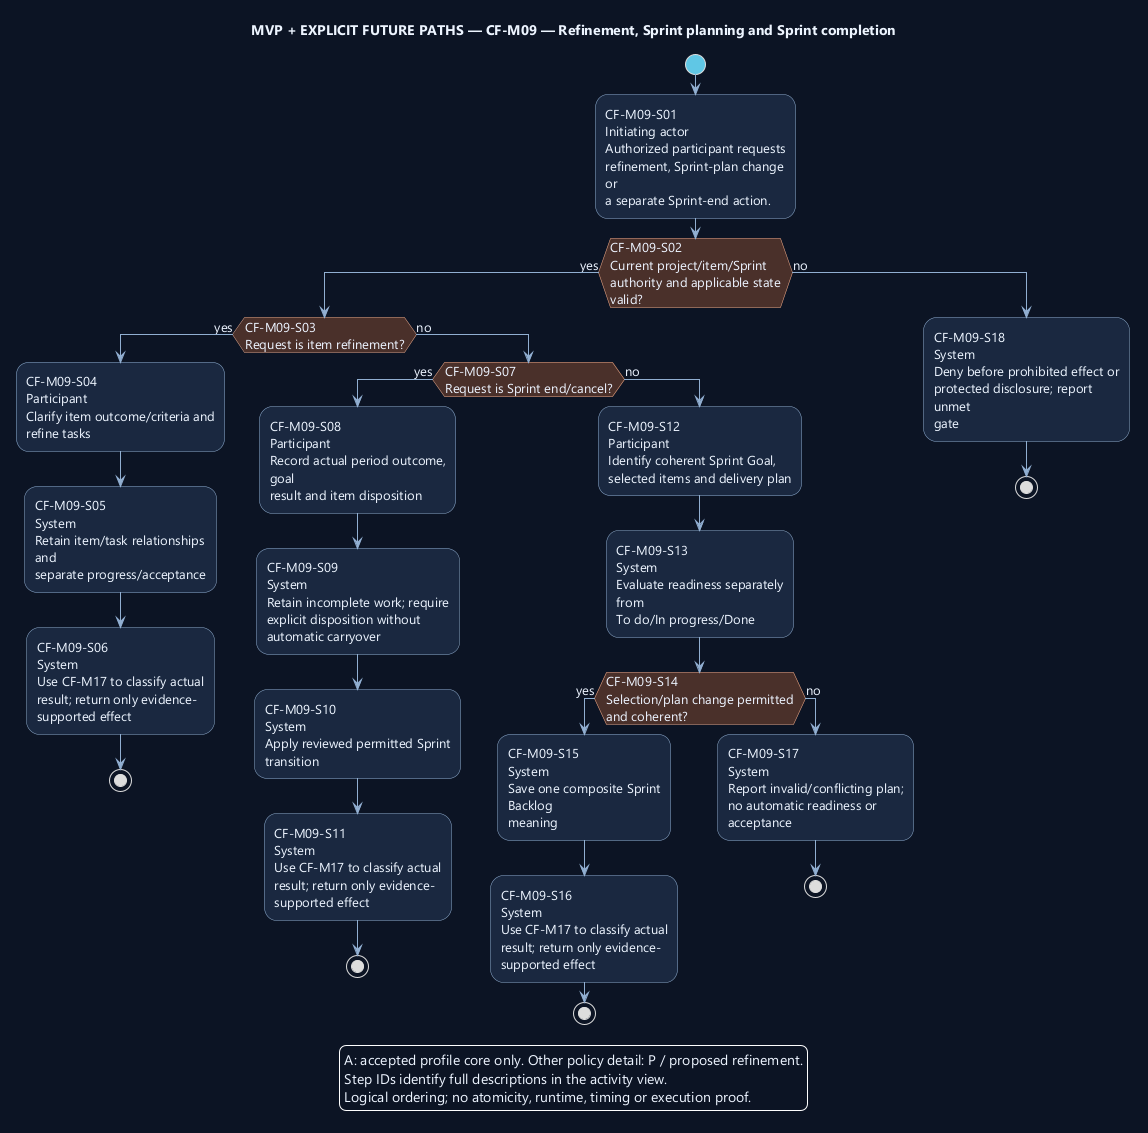 MVP + EXPLICIT FUTURE PATHS — CF-M09 — Refinement, Sprint planning and Sprint completion
CF-M09-S01
Initiating actor
Authorized participant requests
refinement, Sprint-plan change
or
a separate Sprint-end action.
CF-M09-S02
Current project/item/Sprint
authority and applicable state
valid?
yes
no
CF-M09-S03
Request is item refinement?
yes
no
CF-M09-S04
Participant
Clarify item outcome/criteria and
refine tasks
CF-M09-S05
System
Retain item/task relationships
and
separate progress/acceptance
CF-M09-S06
System
Use CF-M17 to classify actual
result; return only evidence-
supported effect
CF-M09-S07
Request is Sprint end/cancel?
yes
no
CF-M09-S08
Participant
Record actual period outcome,
goal
result and item disposition
CF-M09-S09
System
Retain incomplete work; require
explicit disposition without
automatic carryover
CF-M09-S10
System
Apply reviewed permitted Sprint
transition
CF-M09-S11
System
Use CF-M17 to classify actual
result; return only evidence-
supported effect
CF-M09-S12
Participant
Identify coherent Sprint Goal,
selected items and delivery plan
CF-M09-S13
System
Evaluate readiness separately
from
To do/In progress/Done
CF-M09-S14
Selection/plan change permitted
and coherent?
yes
no
CF-M09-S15
System
Save one composite Sprint
Backlog
meaning
CF-M09-S16
System
Use CF-M17 to classify actual
result; return only evidence-
supported effect
CF-M09-S17
System
Report invalid/conflicting plan;
no automatic readiness or
acceptance
CF-M09-S18
System
Deny before prohibited effect or
protected disclosure; report
unmet
gate
A: accepted profile core only. Other policy detail: P / proposed refinement.
Step IDs identify full descriptions in the activity view.
Logical ordering; no atomicity, runtime, timing or execution proof.